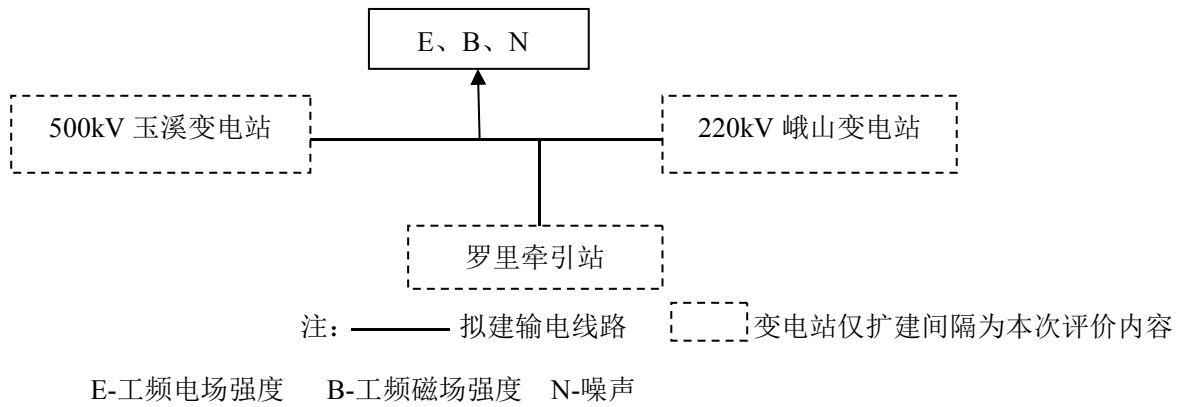 E、B、N
500kV 玉溪变电站
220kV 峨山变电站
罗里牵引站
注： 拟建输电线路 变电站仅扩建间隔为本次评价内容
E-工频电场强度 B-工频磁场强度 N-噪声